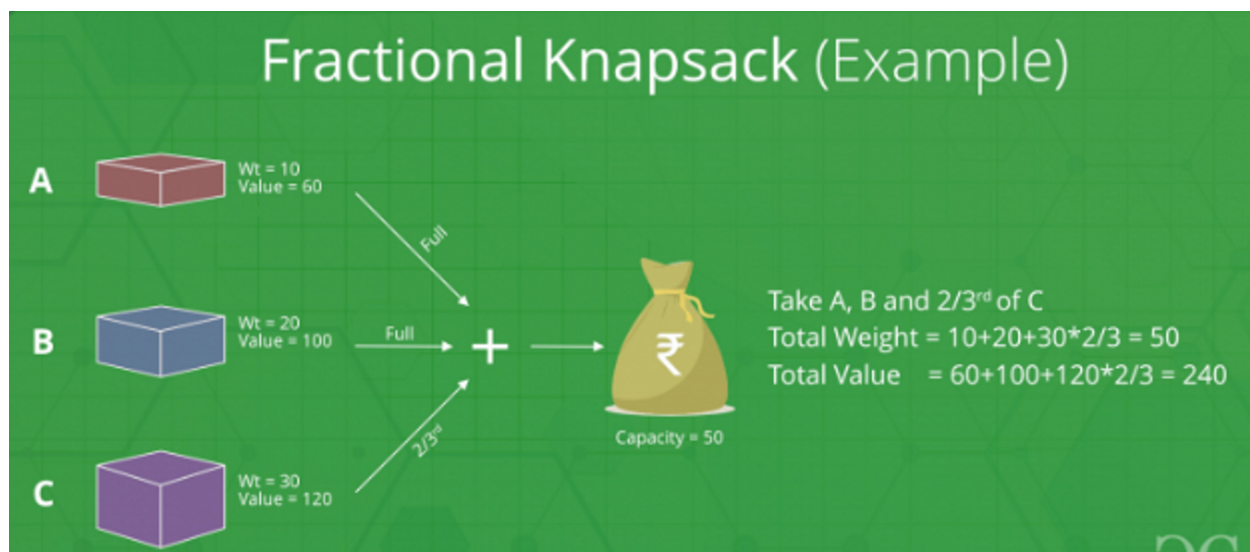 Fractional Knapsack (Example)
A
Wt = 10
Value = 60
Full
B
Wt = 20
Value = 100
Full
+
₹
Capacity = 50
C
Wt = 30
Value = 120
2/3rd
Take A, B and 2/3rd of C
Total Weight = 10+20+30*2/3 = 50
Total Value = 60+100+120*2/3 = 240